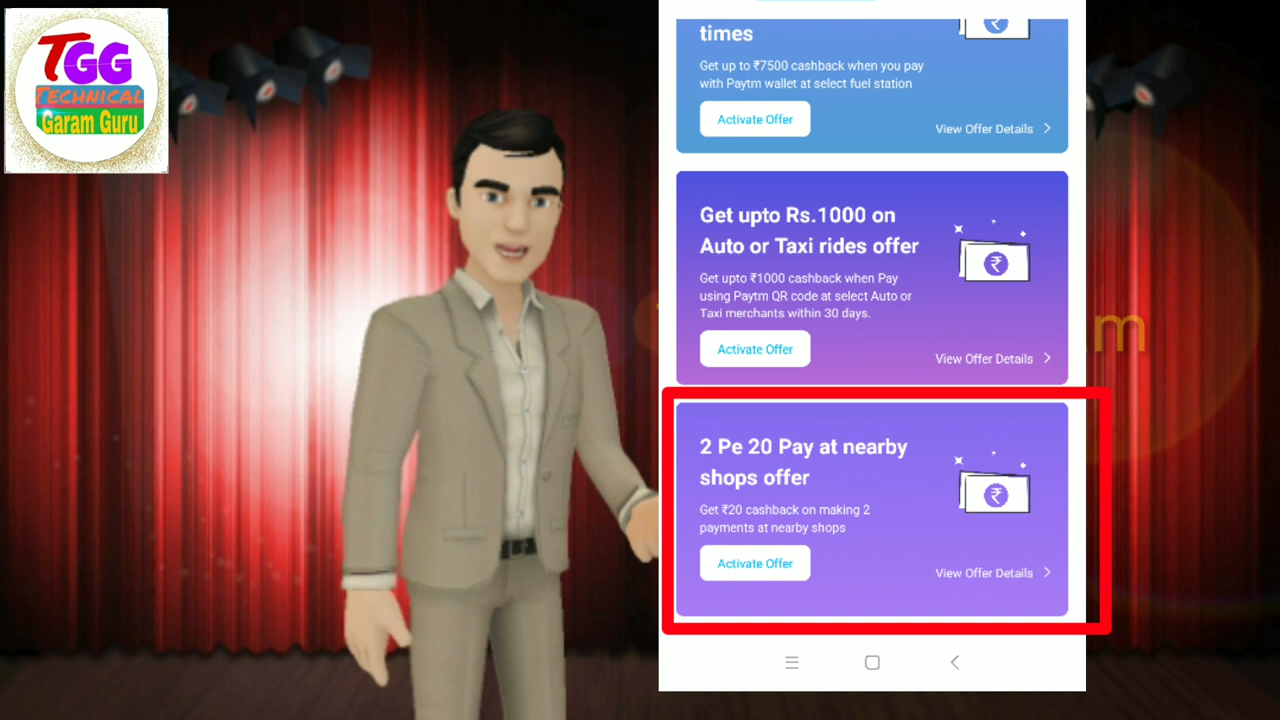 TGG
TECHNICAL
Garam Guru
times
Get up to ₹7500 cashback when you pay
with Paytm wallet at select fuel station
Activate Offer
View Offer Details
Get upto Rs.1000 on
Auto or Taxi rides offer
Get upto ₹1000 cashback when Pay
using Paytm QR code at select Auto or
Taxi merchants within 30 days.
Activate Offer
View Offer Details
2 Pe 20 Pay at nearby
shops offer
Get ₹20 cashback on making 2
payments at nearby shops
Activate Offer
View Offer Details